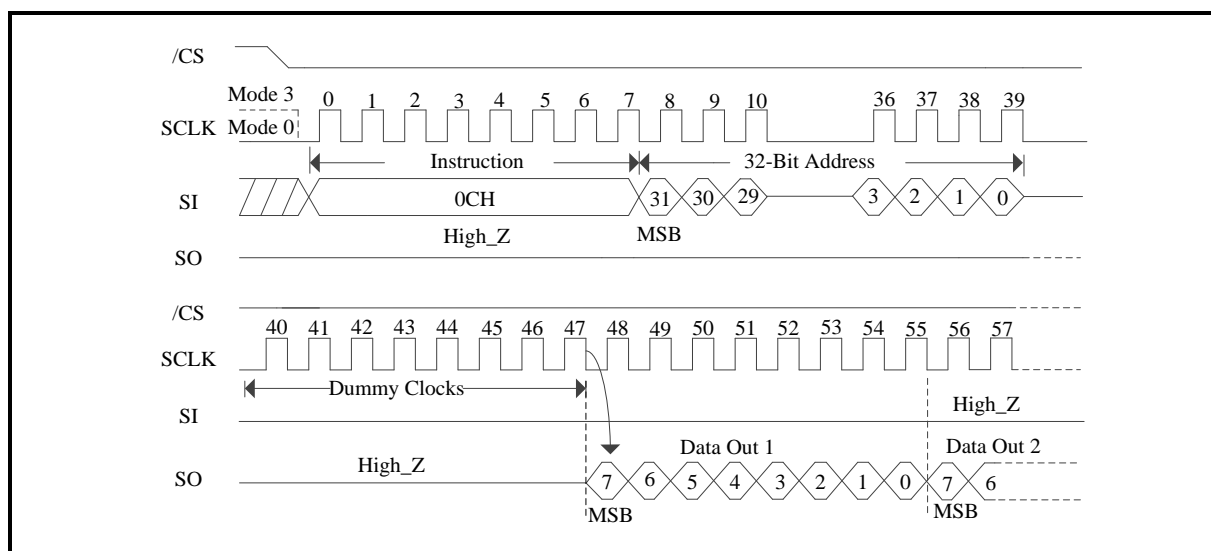 /CS
Mode 3
0 1 2 3 4 5 6 7 8 9 10 36 37 38 39
SCLK
Mode 0
Instruction
32-Bit Address
SI
0CH
31 30 29 3 2 1 0
High_Z
MSB
SO
/CS
40 41 42 43 44 45 46 47 48 49 50 51 52 53 54 55 56 57
SCLK
Dummy Clocks
SI
High_Z
Data Out 1
Data Out 2
High_Z
SO
7 6 5 4 3 2 1 0 7 6
MSB
MSB